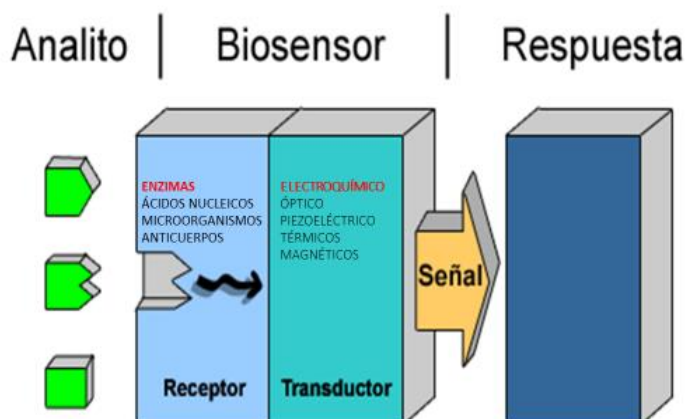 Analito | Biosensor | Respuesta
ENZIMAS
ÁCIDOS NUCLEICOS
MICROORGANISMOS
ANTICUERPOS
ELECTROQUÍMICO
ÓPTICO
PIEZOELÉCTRICO
TÉRMICOS
MAGNÉTICOS
Señal
Receptor
Transductor